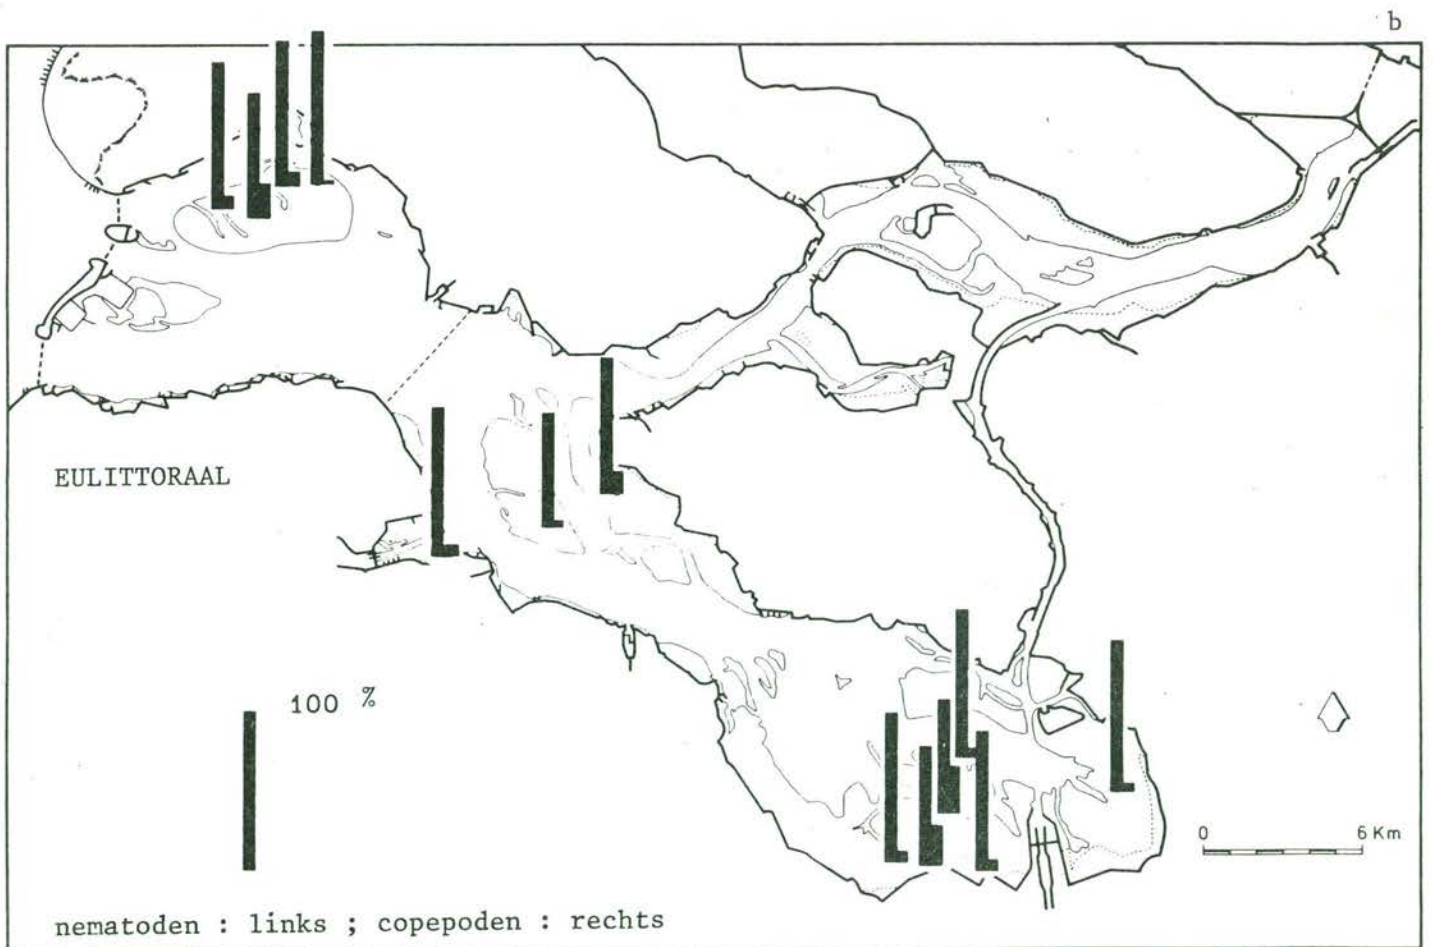 b
EULITTORAAL
100 %
0 6 Km
nematoden : links ; copepoden : rechts